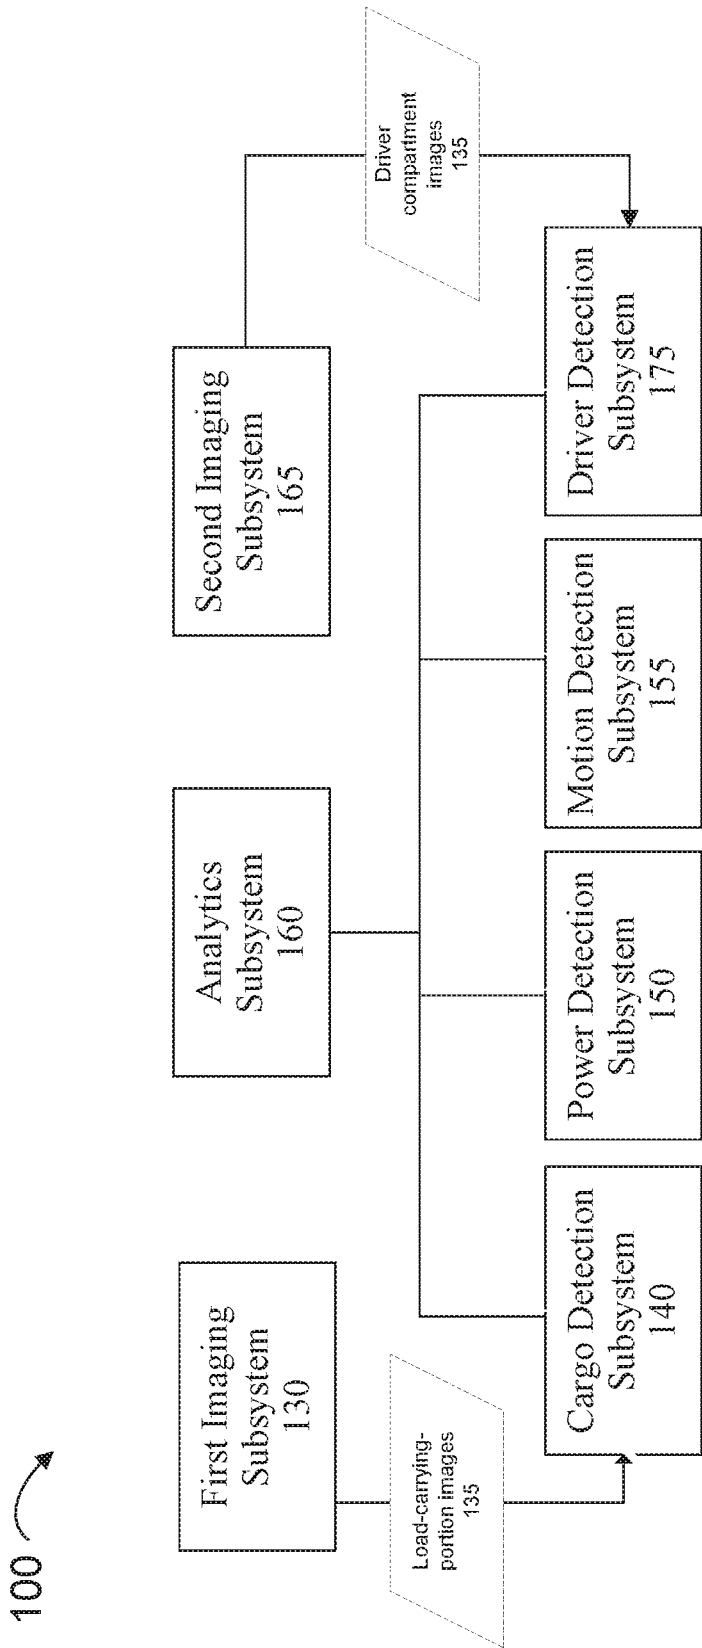 100
First Imaging
Subsystem
130
Analytics
Subsystem
160
Second Imaging
Subsystem
165
Load-carrying-
portion images
135
Driver
compartment
images
135
Cargo Detection
Subsystem
140
Power Detection
Subsystem
150
Motion Detection
Subsystem
155
Driver Detection
Subsystem
175